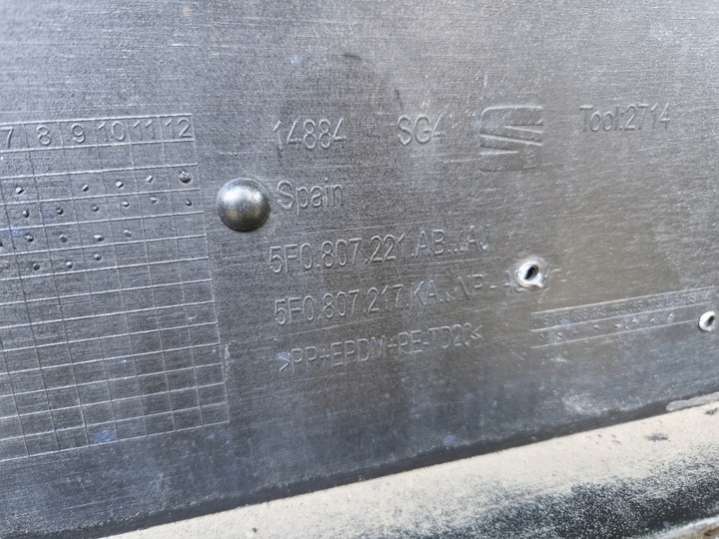 7 8 9 10 11 12
14884 SG4 Tool:2714
Spain
5F0.807.221.AB
5F0.807.217.KA
>PP+EPDM-PE-TD20<